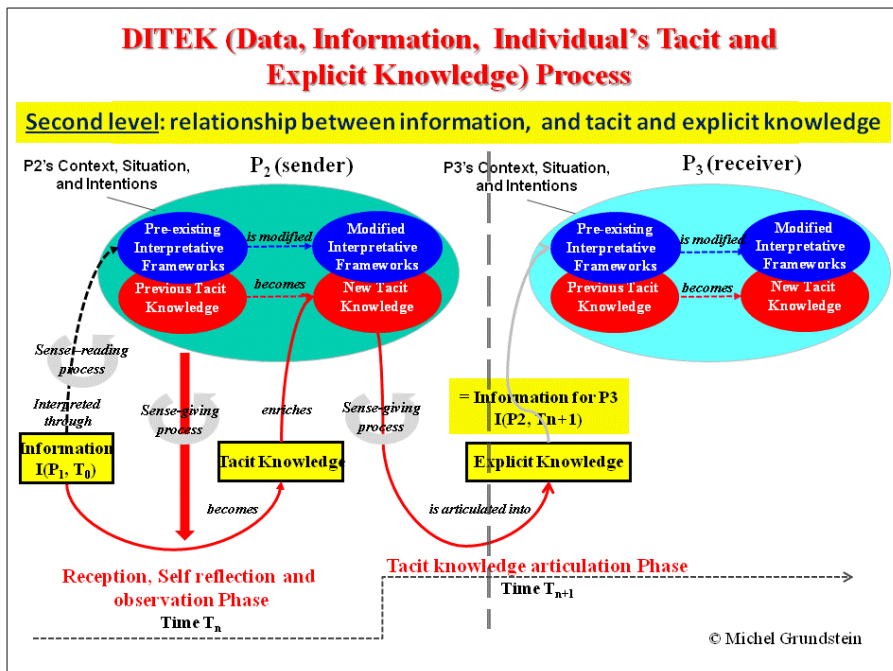 DITEK (Data, Information, Individual's Tacit and
Explicit Knowledge) Process
Second level: relationship between information, and tacit and explicit knowledge
P2's Context, Situation,
and Intentions
P2 (sender)
P3's Context, Situation,
and Intentions
P3 (receiver)
Pre-existing
Interpretative
Frameworks
is modified
Modified
Interpretative
Frameworks
Previous Tacit
Knowledge
becomes
New Tacit
Knowledge
Pre-existing
Interpretative
Frameworks
is modified
Modified
Interpretative
Frameworks
Previous Tacit
Knowledge
becomes
New Tacit
Knowledge
Sense-reading
process
Interpreted
through
Sense-giving
process
enriches
Sense-giving
process
= Information for P3
I(P2, Tn+1)
Information
I(P1, T0)
Tacit Knowledge
Explicit Knowledge
becomes
is articulated into
Reception, Self reflection and
observation Phase
Time Tn
Tacit knowledge articulation Phase
Time Tn+1
© Michel Grundstein